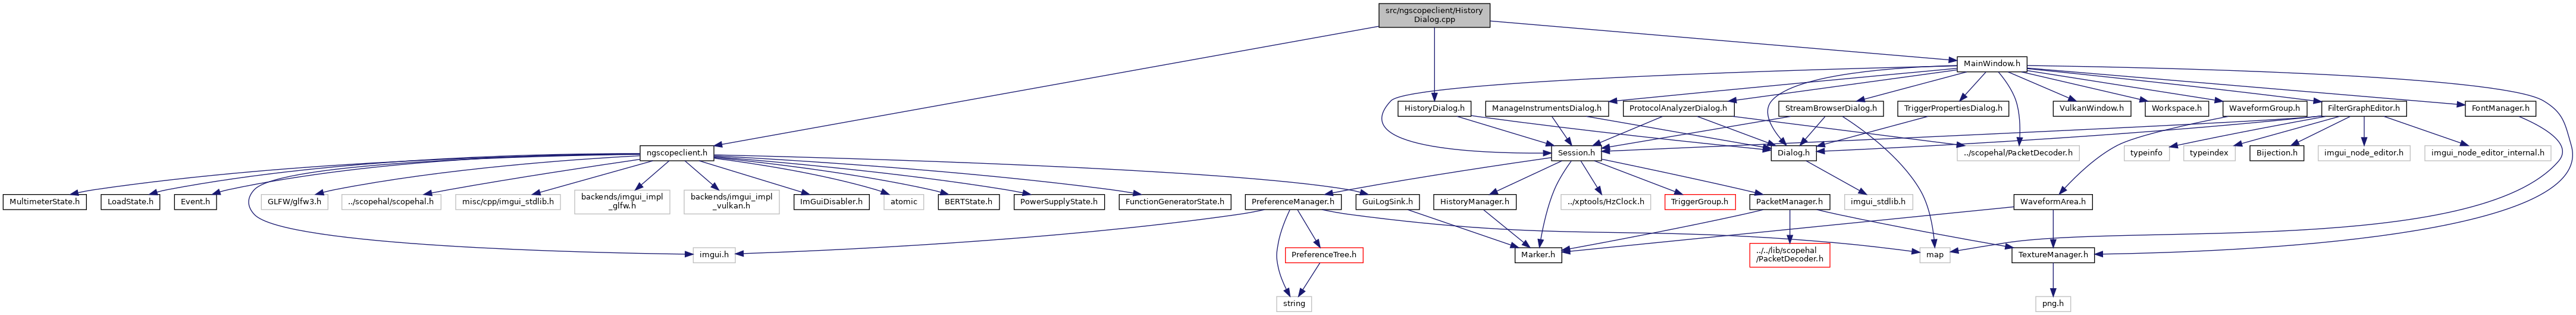 src/ngscopeclient/History
Dialog.cpp
MainWindow.h
HistoryDialog.h
ManageInstrumentsDialog.h
ProtocolAnalyzerDialog.h
StreamBrowserDialog.h
TriggerPropertiesDialog.h
VulkanWindow.h
Workspace.h
WaveformGroup.h
FilterGraphEditor.h
FontManager.h
ngscopeclient.h
Session.h
Dialog.h
../scopehal/PacketDecoder.h
typeinfo
typeindex
Bijection.h
imgui_node_editor.h
imgui_node_editor_internal.h
MultimeterState.h
LoadState.h
Event.h
GLFW/glfw3.h
../scopehal/scopehal.h
misc/cpp/imgui_stdlib.h
backends/imgui_impl
_glfw.h
backends/imgui_impl
_vulkan.h
ImGuiDisabler.h
atomic
BERTState.h
PowerSupplyState.h
FunctionGeneratorState.h
PreferenceManager.h
GuiLogSink.h
HistoryManager.h
../xptools/HzClock.h
TriggerGroup.h
PacketManager.h
imgui_stdlib.h
WaveformArea.h
imgui.h
PreferenceTree.h
Marker.h
../../lib/scopehal
/PacketDecoder.h
map
TextureManager.h
string
png.h